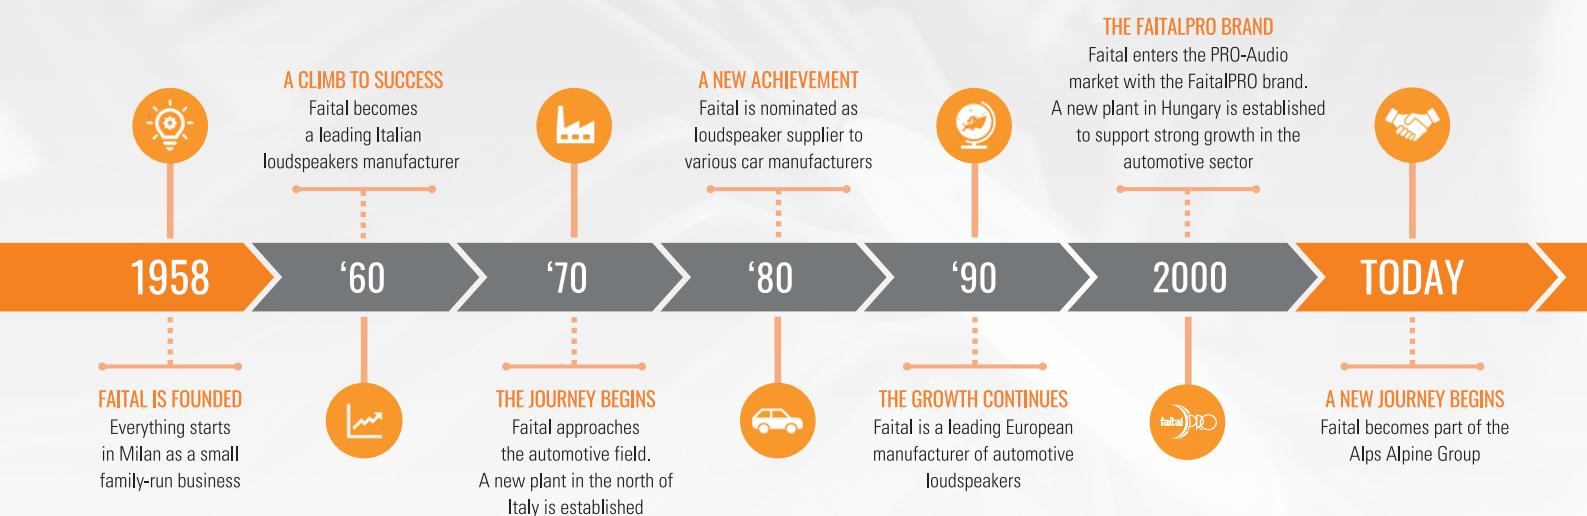 1958
FAITAL IS FOUNDED
Everything starts
in Milan as a small
family-run business
‘60
A CLIMB TO SUCCESS
Faital becomes
a leading Italian
loudspeakers manufacturer
‘70
THE JOURNEY BEGINS
Faital approaches
the automotive field.
A new plant in the north of
Italy is established
‘80
A NEW ACHIEVEMENT
Faital is nominated as
loudspeaker supplier to
various car manufacturers
‘90
THE GROWTH CONTINUES
Faital is a leading European
manufacturer of automotive
loudspeakers
2000
THE FAITALPRO BRAND
Faital enters the PRO-Audio
market with the FaitalPRO brand.
A new plant in Hungary is established
to support strong growth in the
automotive sector
faital PRO
TODAY
A NEW JOURNEY BEGINS
Faital becomes part of the
Alps Alpine Group